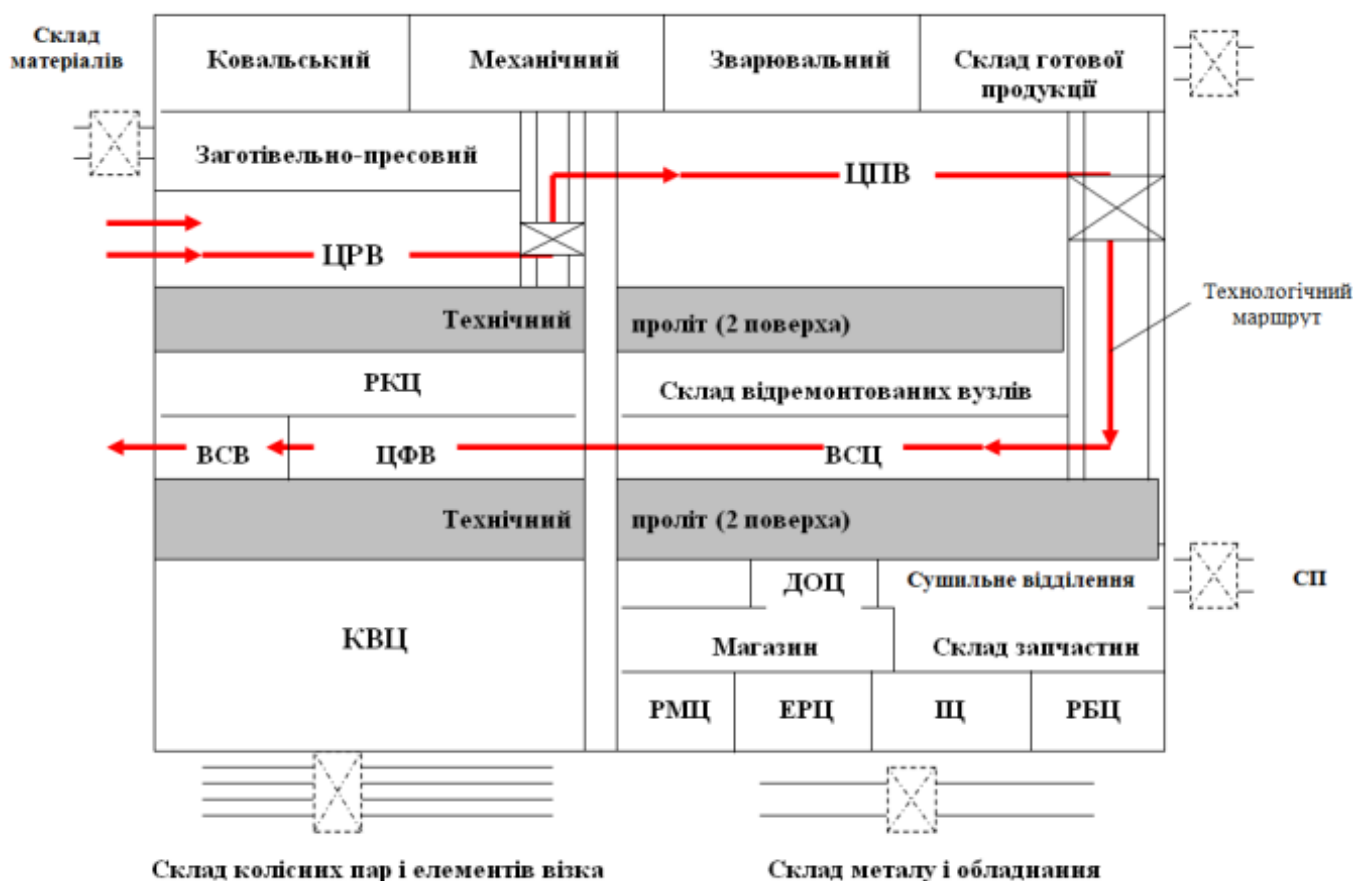 Склад
матеріалів
Ковальський
Механічний
Зварювальний
Склад готової
продукції
Заготівельно-пресовий
ЦПВ
ЦРВ
Технологічний
маршрут
Технічний
проліт (2 поверха)
РКЦ
Склад відремонтованих вузлів
ВСВ
ЦФВ
ВСЦ
Технічний
проліт (2 поверха)
ДОЦ
Сушильне відділення
СП
КВЦ
Магазин
Склад запчастин
РМЦ
ЕРЦ
ІЦ
РБЦ
Склад колісних пар і елементів візка
Склад металу і обладнання